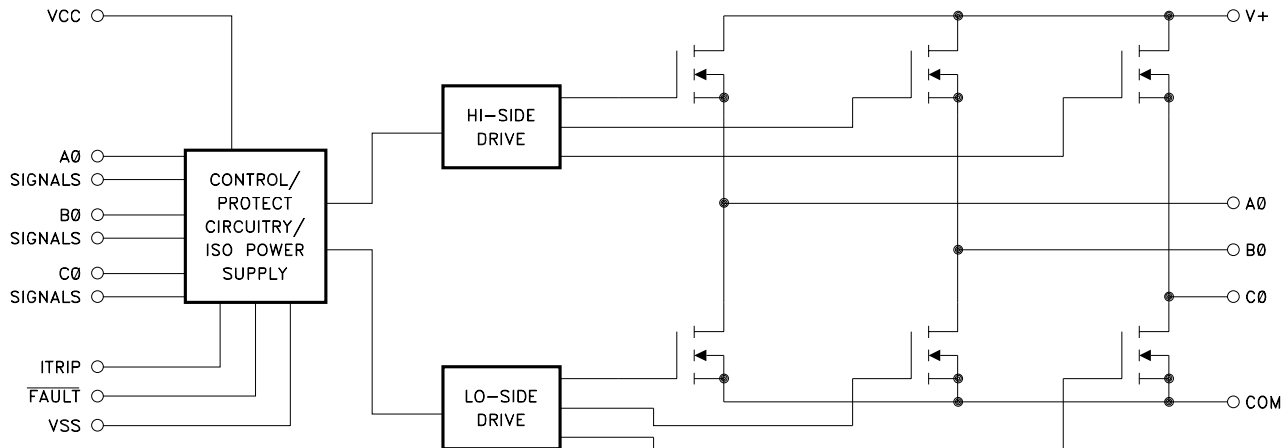 VCC
V+
HI-SIDE
DRIVE
AØ
SIGNALS
BØ
SIGNALS
CØ
SIGNALS
CONTROL/
PROTECT
CIRCUITRY/
ISO POWER
SUPPLY
AØ
BØ
CØ
ITRIP
FAULT
VSS
LO-SIDE
DRIVE
COM